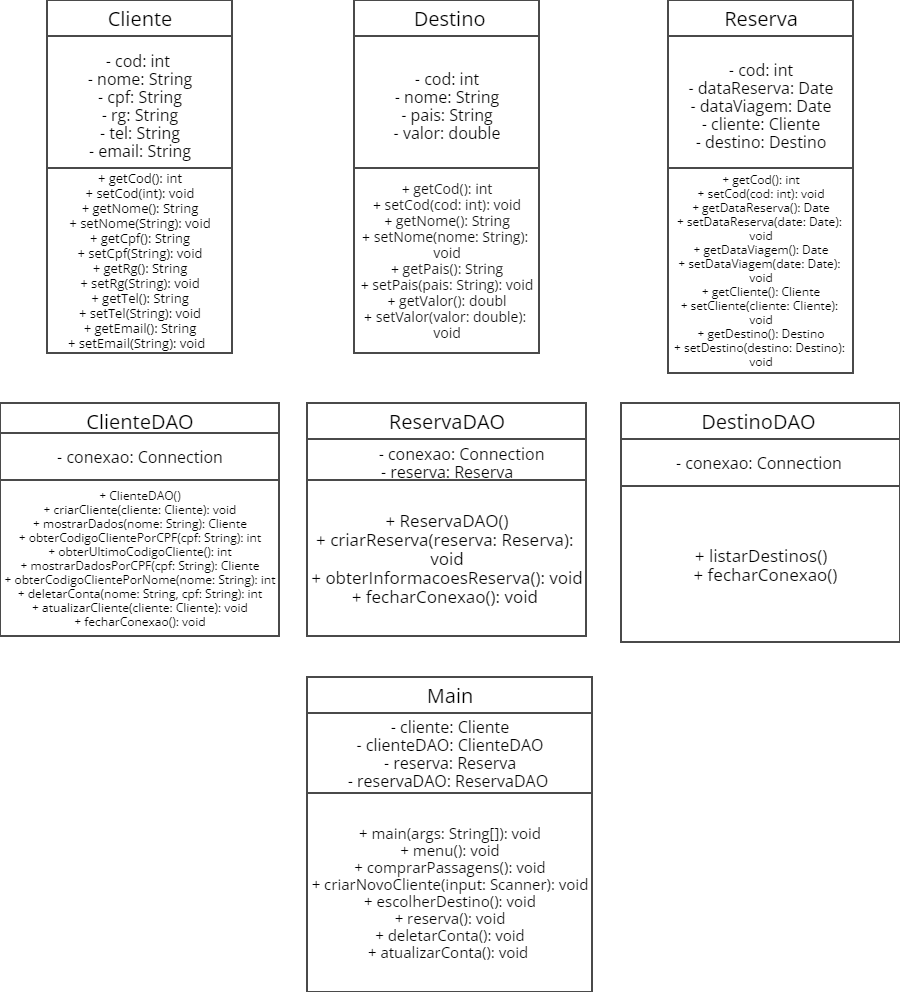 Cliente
- cod: int
- nome: String
- cpf: String
- rg: String
- tel: String
- email: String
+ getCod(): int
+ setCod(int): void
+ getNome(): String
+ setNome(String): void
+ getCpf(): String
+ setCpf(String): void
+ getRg(): String
+ setRg(String): void
+ getTel(): String
+ setTel(String): void
+ getEmail(): String
+ setEmail(String): void
Destino
- cod: int
- nome: String
- pais: String
- valor: double
+ getCod(): int
+ setCod(cod: int): void
+ getNome(): String
+ setNome(nome: String):
void
+ getPais(): String
+ setPais(pais: String): void
+ getValor(): doubl
+ setValor(valor: double):
void
Reserva
- cod: int
- dataReserva: Date
- dataViagem: Date
- cliente: Cliente
- destino: Destino
+ getCod(): int
+ setCod(cod: int): void
+ getDataReserva(): Date
+ setDataReserva(date: Date):
void
+ getDataViagem(): Date
+ setDataViagem(date: Date):
void
+ getCliente(): Cliente
+ setCliente(cliente: Cliente):
void
+ getDestino(): Destino
+ setDestino(destino: Destino):
void
ClienteDAO
- conexao: Connection
+ ClienteDAO()
+ criarCliente(cliente: Cliente): void
+ mostrarDados(nome: String): Cliente
+ obterCodigoClientePorCPF(cpf: String): int
+ obterUltimoCodigoCliente(): int
+ mostrarDadosPorCPF(cpf: String): Cliente
+ obterCodigoClientePorNome(nome: String): int
+ deletarConta(nome: String, cpf: String): int
+ atualizarCliente(cliente: Cliente): void
+ fecharConexao(): void
ReservaDAO
- conexao: Connection
- reserva: Reserva
+ ReservaDAO()
+ criarReserva(reserva: Reserva):
void
+ obterInformacoesReserva(): void
+ fecharConexao(): void
DestinoDAO
- conexao: Connection
+ listarDestinos()
+ fecharConexao()
Main
- cliente: Cliente
- clienteDAO: ClienteDAO
- reserva: Reserva
- reservaDAO: ReservaDAO
+ main(args: String[]): void
+ menu(): void
+ comprarPassagens(): void
+ criarNovoCliente(input: Scanner): void
+ escolherDestino(): void
+ reserva(): void
+ deletarConta(): void
+ atualizarConta(): void